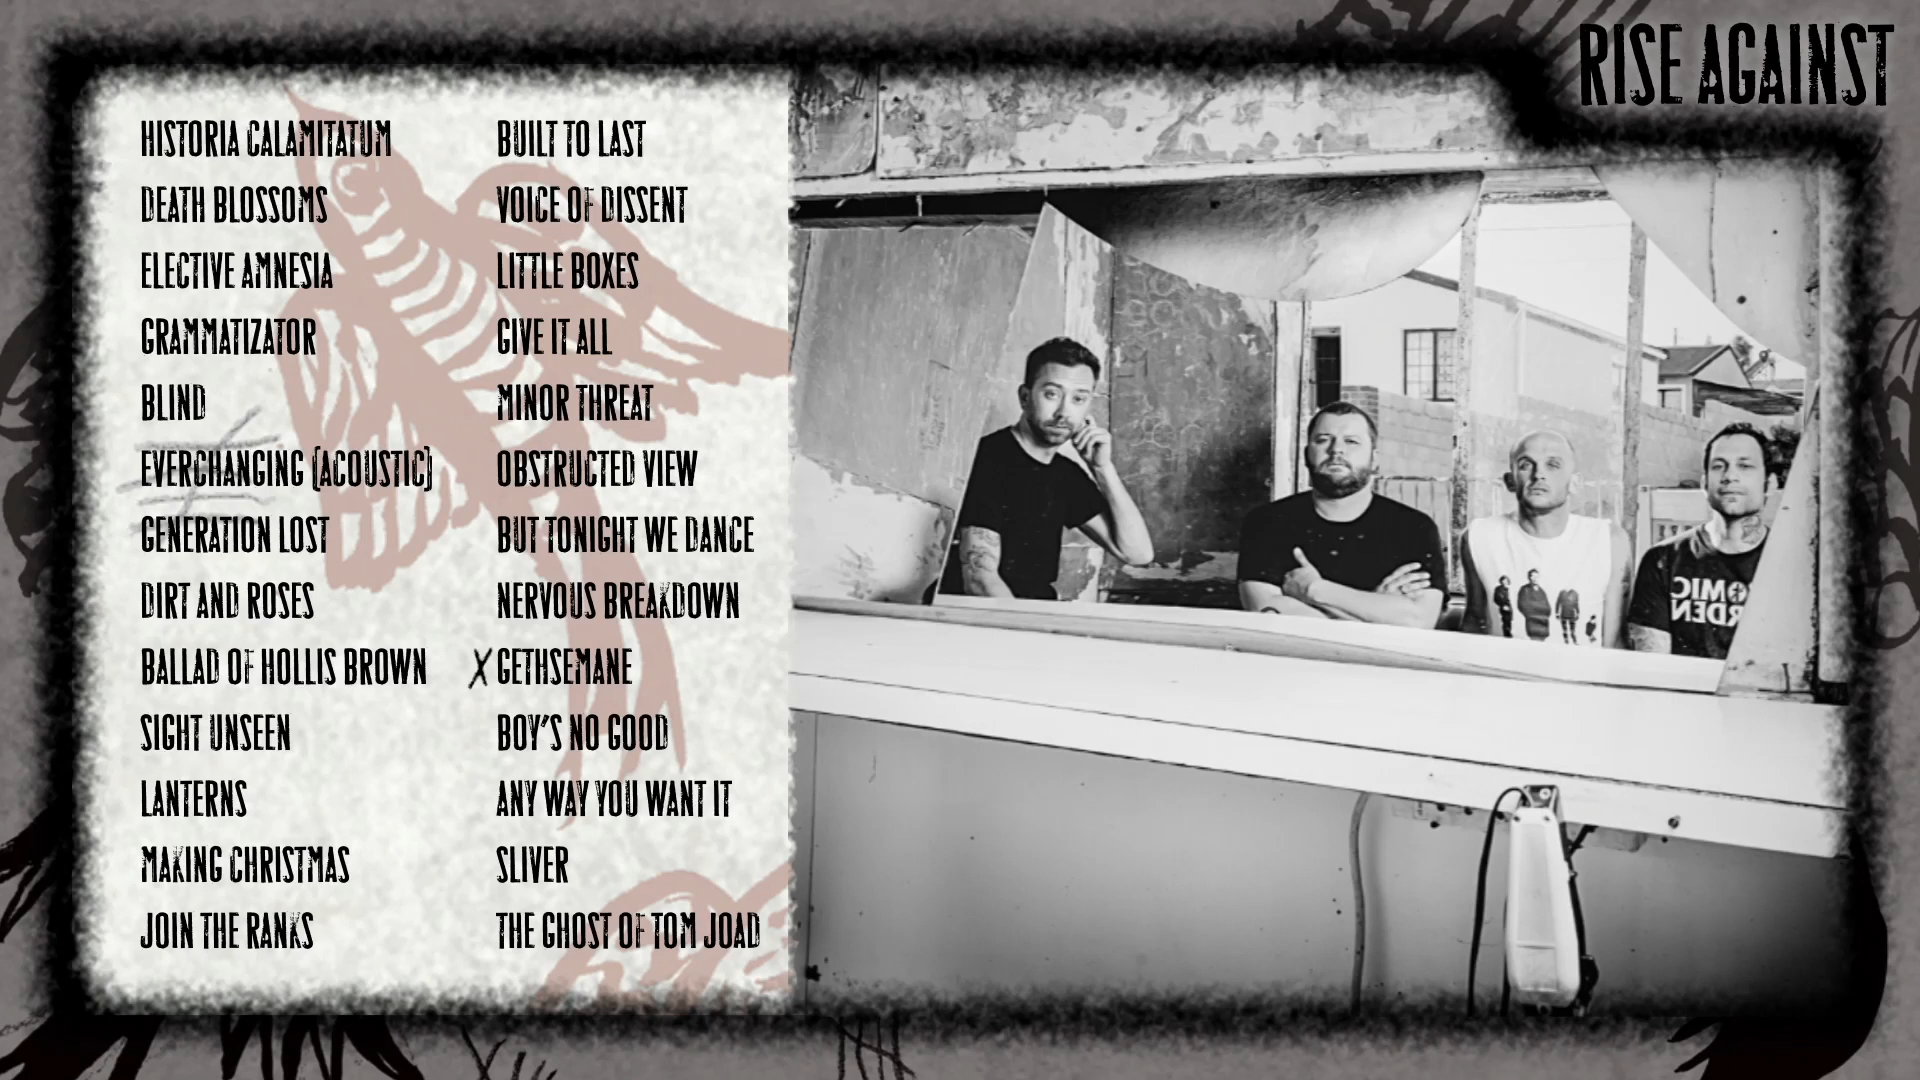 RISE AGAINST
HISTORIA CALAMITATUM
DEATH BLOSSOMS
ELECTIVE AMNESIA
GRAMMATIZATOR
BLIND
EVERCHANGING (ACOUSTIC)
GENERATION LOST
DIRT AND ROSES
BALLAD OF HOLLIS BROWN
SIGHT UNSEEN
LANTERNS
MAKING CHRISTMAS
JOIN THE RANKS
BUILT TO LAST
VOICE OF DISSENT
LITTLE BOXES
GIVE IT ALL
MINOR THREAT
OBSTRUCTED VIEW
BUT TONIGHT WE DANCE
NERVOUS BREAKDOWN
X GETHSEMANE
BOY'S NO GOOD
ANY WAY YOU WANT IT
SLIVER
THE GHOST OF TOM JOAD